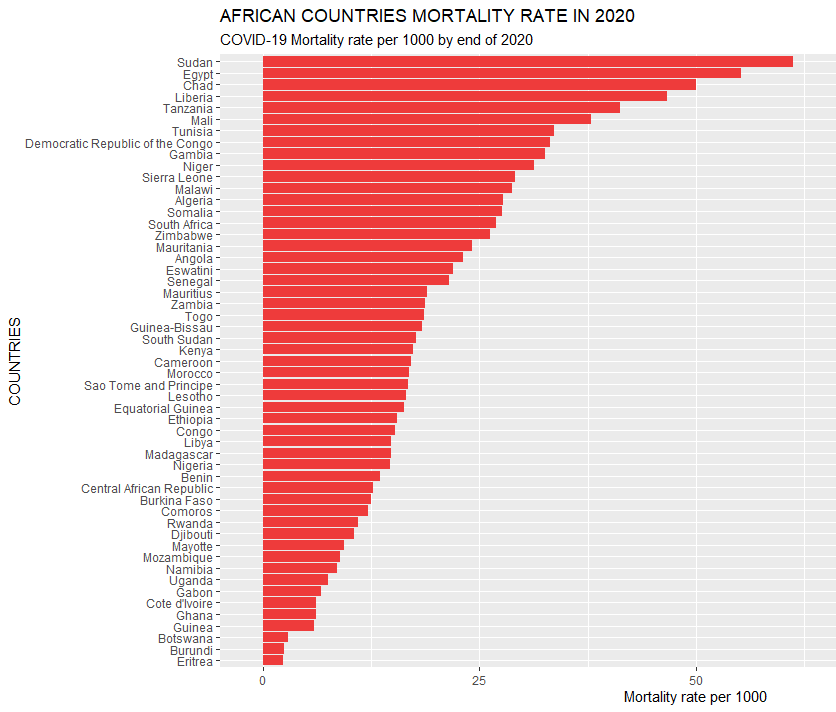 AFRICAN COUNTRIES MORTALITY RATE IN 2020
COVID-19 Mortality rate per 1000 by end of 2020
COUNTRIES
Sudan
Egypt
Chad
Liberia
Tanzania
Mali
Tunisia
Democratic Republic of the Congo
Gambia
Niger
Sierra Leone
Malawi
Algeria
Somalia
South Africa
Zimbabwe
Mauritania
Angola
Eswatini
Senegal
Mauritius
Zambia
Togo
Guinea-Bissau
South Sudan
Kenya
Cameroon
Morocco
Sao Tome and Principe
Lesotho
Equatorial Guinea
Ethiopia
Congo
Libya
Madagascar
Nigeria
Benin
Central African Republic
Burkina Faso
Comoros
Rwanda
Djibouti
Mayotte
Mozambique
Namibia
Uganda
Gabon
Cote d'Ivoire
Ghana
Guinea
Botswana
Burundi
Eritrea
0 25 50
Mortality rate per 1000